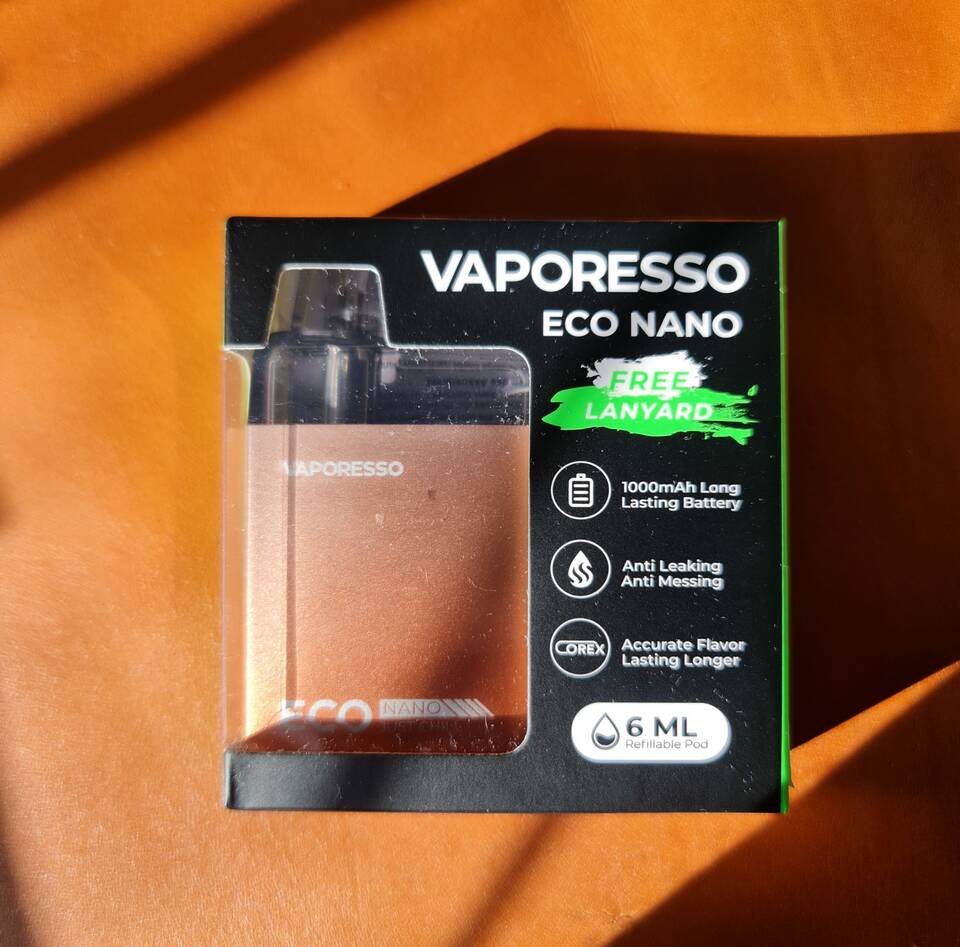 VAPORESSO
ECO NANO
FREE
LANYARD
VAPORESSO
1000mAh Long
Lasting Battery
Anti Leaking
Anti Messing
COREX
Accurate Flavor
Lasting Longer
ECO NANO
6 ML
Refillable Pod